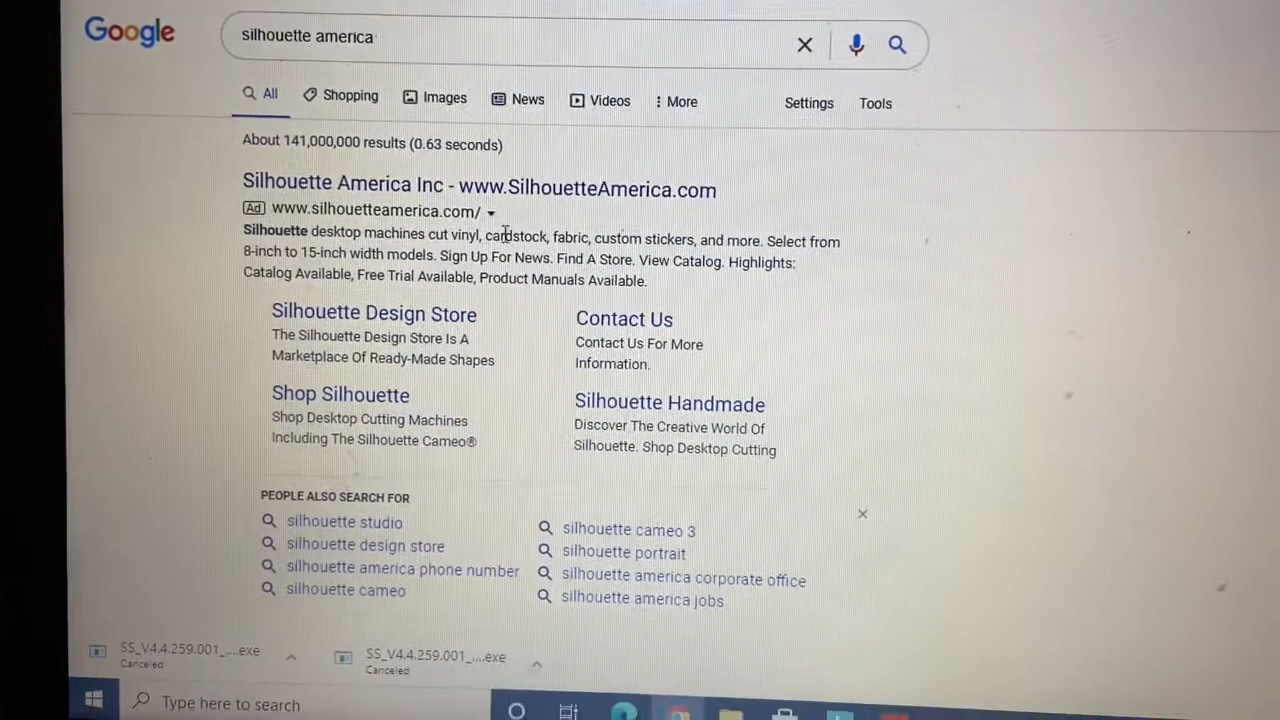 Google
silhouette america
All Shopping Images News Videos More Settings Tools
About 141,000,000 results (0.63 seconds)
Silhouette America Inc - www.SilhouetteAmerica.com
Ad www.silhouetteamerica.com/
Silhouette desktop machines cut vinyl, cardstock, fabric, custom stickers, and more. Select from
8-inch to 15-inch width models. Sign Up For News. Find A Store. View Catalog. Highlights:
Catalog Available, Free Trial Available, Product Manuals Available.
Silhouette Design Store
The Silhouette Design Store Is A
Marketplace Of Ready-Made Shapes
Contact Us
Contact Us For More
Information.
Shop Silhouette
Shop Desktop Cutting Machines
Including The Silhouette Cameo®
Silhouette Handmade
Discover The Creative World Of
Silhouette. Shop Desktop Cutting
PEOPLE ALSO SEARCH FOR
silhouette studio
silhouette design store
silhouette america phone number
silhouette cameo
silhouette cameo 3
silhouette portrait
silhouette america corporate office
silhouette america jobs
SS_V4.4.259.001_....exe
Canceled
SS_V4.4.259.001_....exe
Canceled
Type here to search